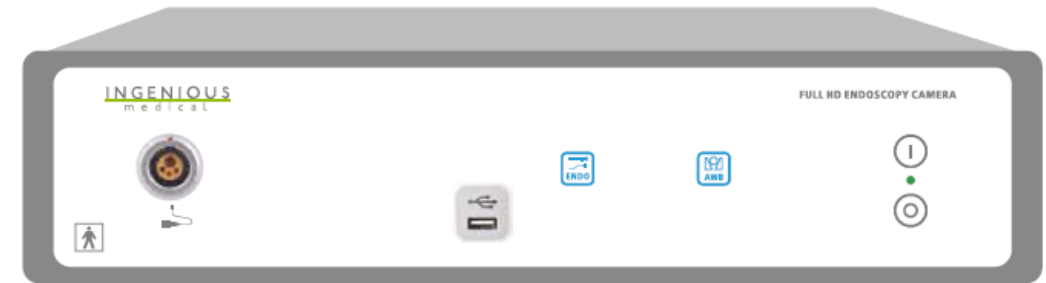 INGENIOUS
medical
FULL HD ENDOSCOPY CAMERA
ENDO
AWB